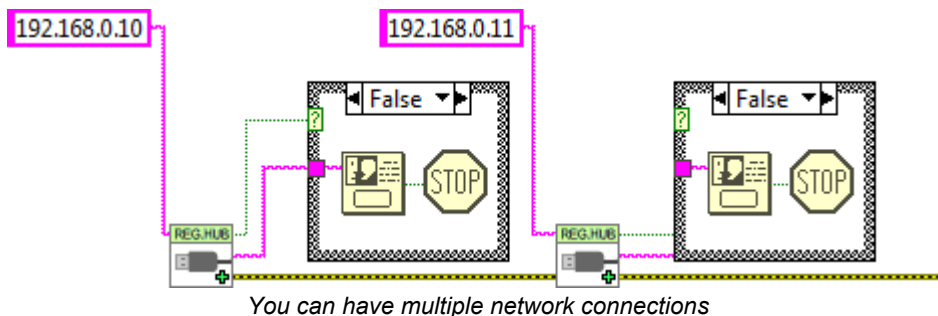 192.168.0.10 192.168.0.11
False False
? ?
STOP STOP
REG.HUB REG.HUB
You can have multiple network connections